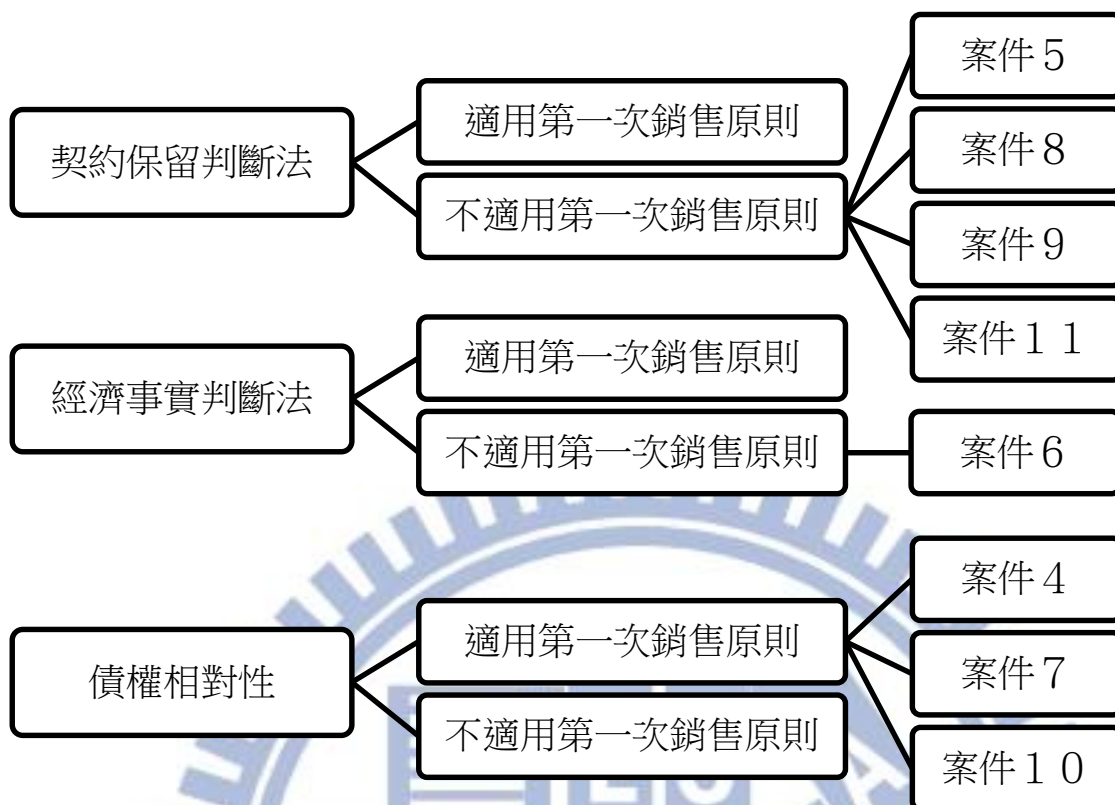 契約保留判斷法
適用第一次銷售原則
不適用第一次銷售原則
案件５
案件８
案件９
案件１１
經濟事實判斷法
適用第一次銷售原則
不適用第一次銷售原則
案件６
債權相對性
適用第一次銷售原則
案件４
案件７
案件１０
不適用第一次銷售原則